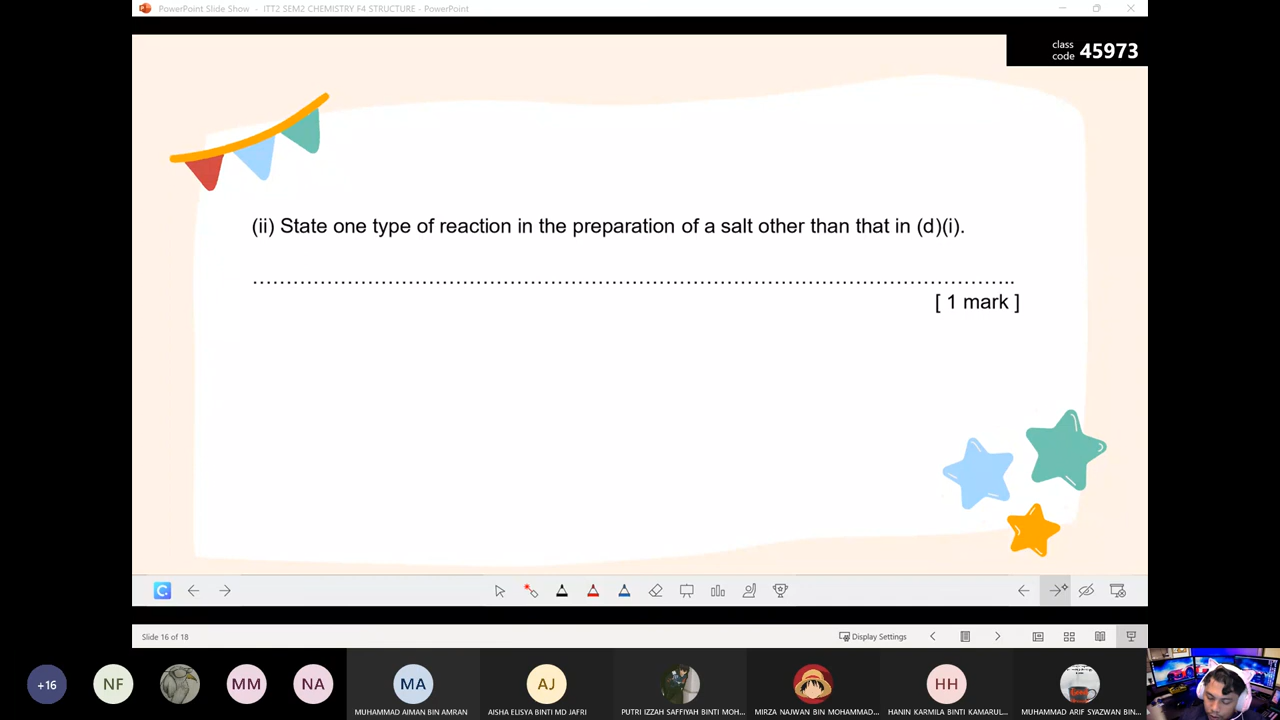 PowerPoint Slide Show - ITT2 SEM2 CHEMISTRY F4 STRUCTURE - PowerPoint
class code 45973
(ii) State one type of reaction in the preparation of a salt other than that in (d)(i).
……………………………………………………………………………………………..
[ 1 mark ]
C
Display Settings
Slide 16 of 18
+16
NF
MM
NA
MA
AJ
HH
MUHAMMAD AIMAN BIN AMRAN
AISHA ELISYA BINTI MD JAFRI
PUTRI IZZAH SAFFIYAH BINTI MOH...
MIRZA NAJWAN BIN MOHAMMAD...
HANIN KARMILA BINTI KAMARUL...
MUHAMMAD ARIF SYAZWAN BIN...